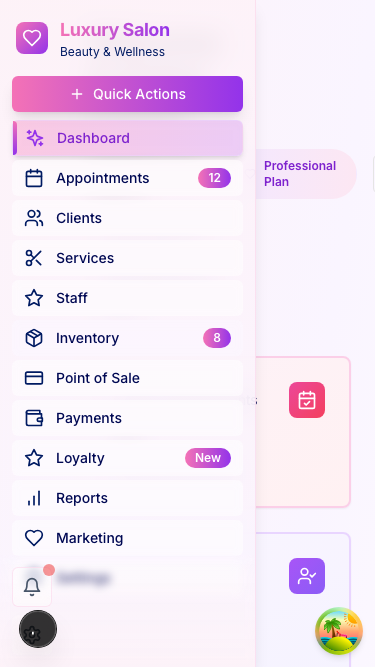 Luxury Salon
Beauty & Wellness
Quick Actions
Dashboard
Appointments 12
Professional
Plan
Clients
Services
Staff
Inventory 8
Point of Sale
Payments
Loyalty New
Reports
Marketing
Settings